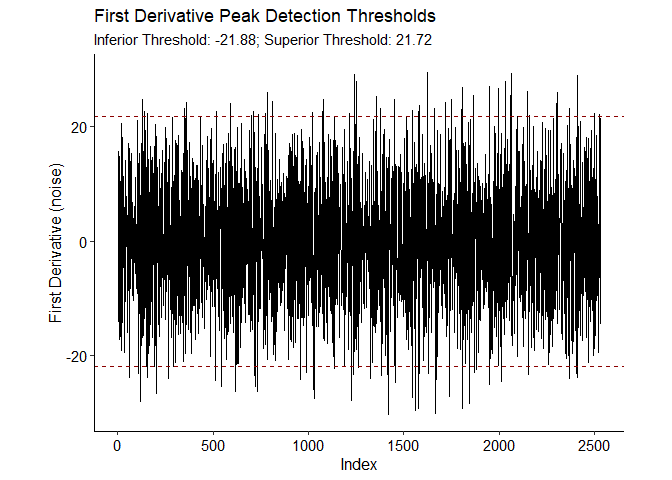 First Derivative Peak Detection Thresholds
Inferior Threshold: -21.88; Superior Threshold: 21.72
First Derivative (noise)
20
0
-20
0 500 1000 1500 2000 2500
Index